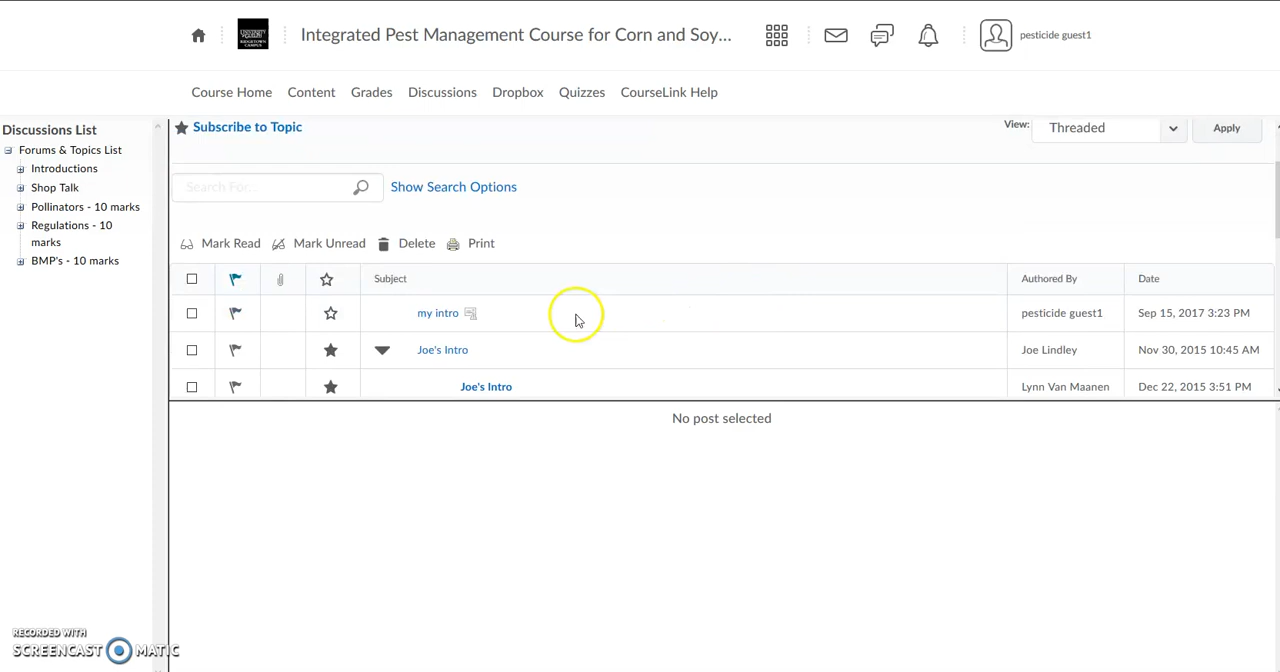 UNIVERSITY
of GUELPH
RIDGETOWN
CAMPUS
Integrated Pest Management Course for Corn and Soy...
pesticide guest1
Course Home Content Grades Discussions Dropbox Quizzes CourseLink Help
Discussions List
Forums & Topics List
Introductions
Shop Talk
Pollinators - 10 marks
Regulations - 10
marks
BMP's - 10 marks
Subscribe to Topic
View: Threaded Apply
Search For... Show Search Options
Mark Read Mark Unread Delete Print
Subject Authored By Date
my intro pesticide guest1 Sep 15, 2017 3:23 PM
Joe's Intro Joe Lindley Nov 30, 2015 10:45 AM
Joe's Intro Lynn Van Maanen Dec 22, 2015 3:51 PM
No post selected
RECORDED WITH
SCREENCAST MATIC